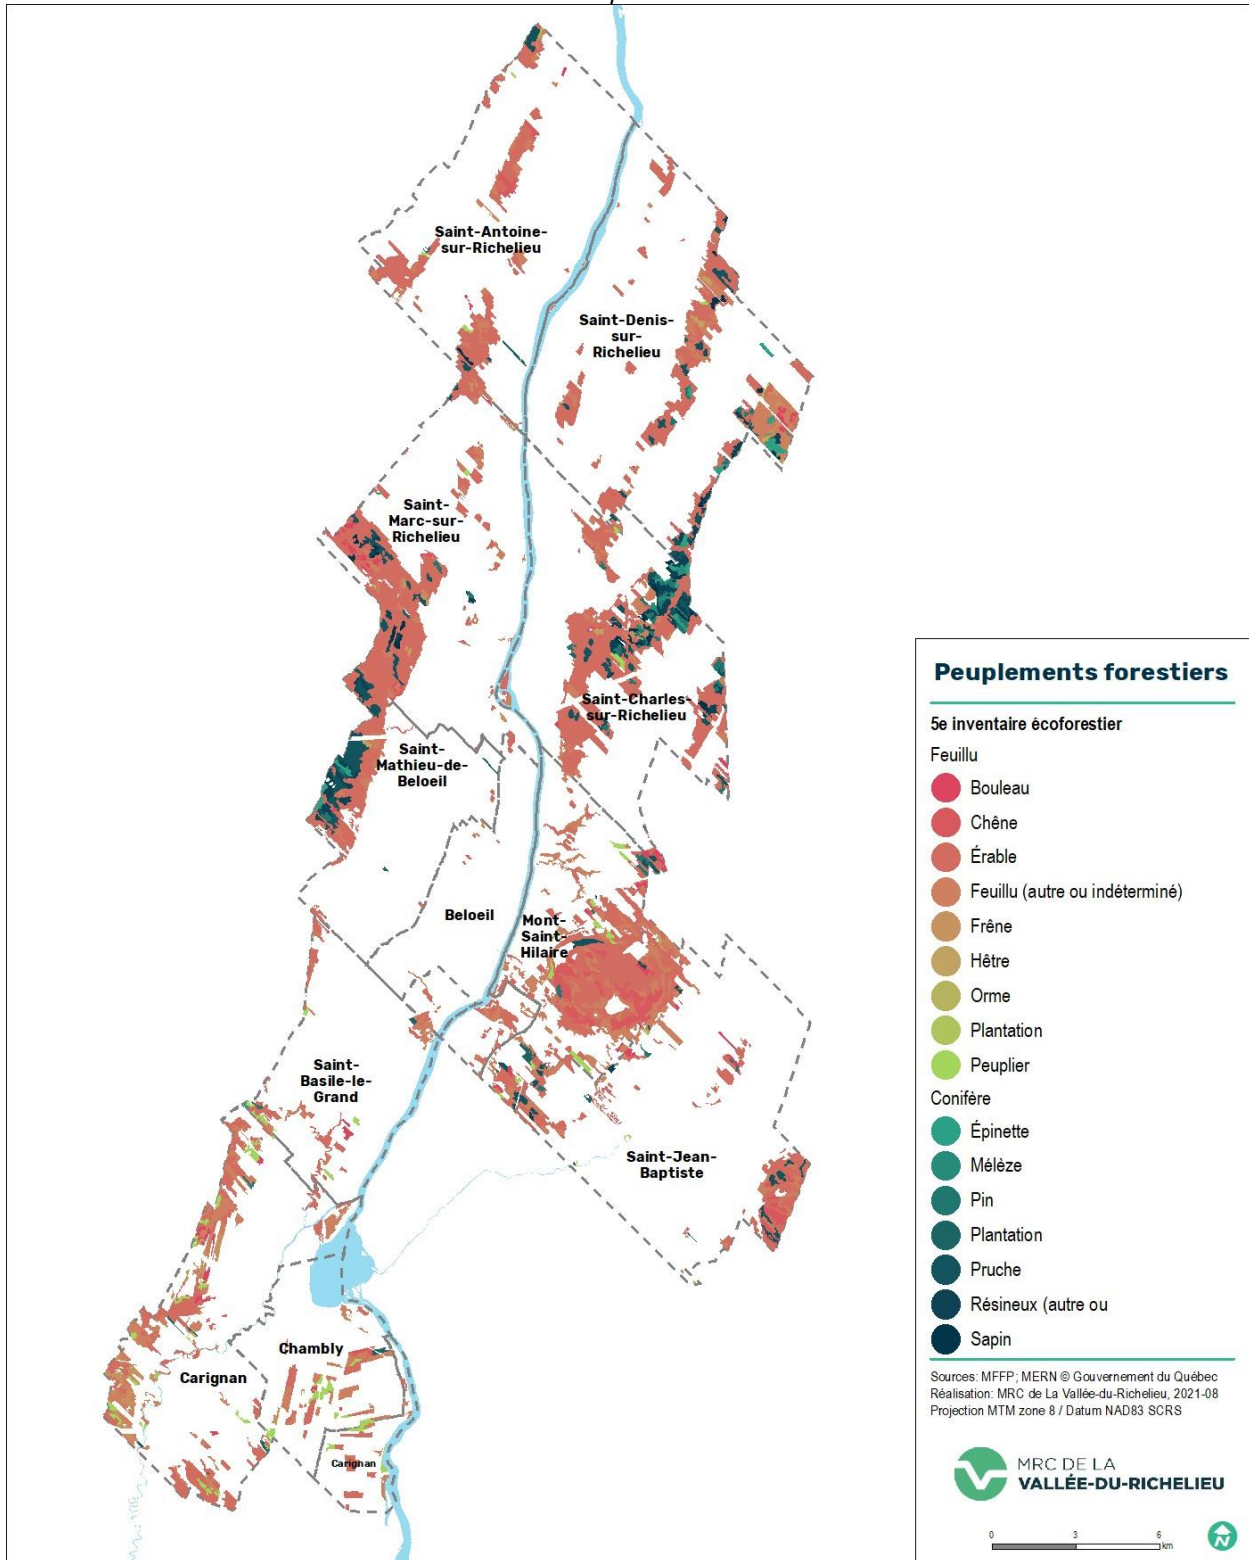 Saint-Antoine-
sur-Richelieu
Saint-Denis-
sur-
Richelieu
Saint-
Marc-sur-
Richelieu
Saint-Charles-
sur-Richelieu
Saint-
Mathieu-de-
Beloeil
Beloeil
Mont-
Saint-
Hilaire
Saint-
Basile-le-
Grand
Saint-Jean-
Baptiste
Chambly
Carignan
Carignan
Peuplements forestiers
5e inventaire écoforestier
Feuillu
Bouleau
Chêne
Érable
Feuillu (autre ou indéterminé)
Frêne
Hêtre
Orme
Plantation
Peuplier
Conifère
Épinette
Mélèze
Pin
Plantation
Pruche
Résineux (autre ou
Sapin
Sources: MFFP; MERN © Gouvernement du Québec
Réalisation: MRC de La Vallée-du-Richelieu, 2021-08
Projection MTM zone 8 / Datum NAD83 SCRS
MRC DE LA
VALLÉE-DU-RICHELIEU
0 3 6
km
N